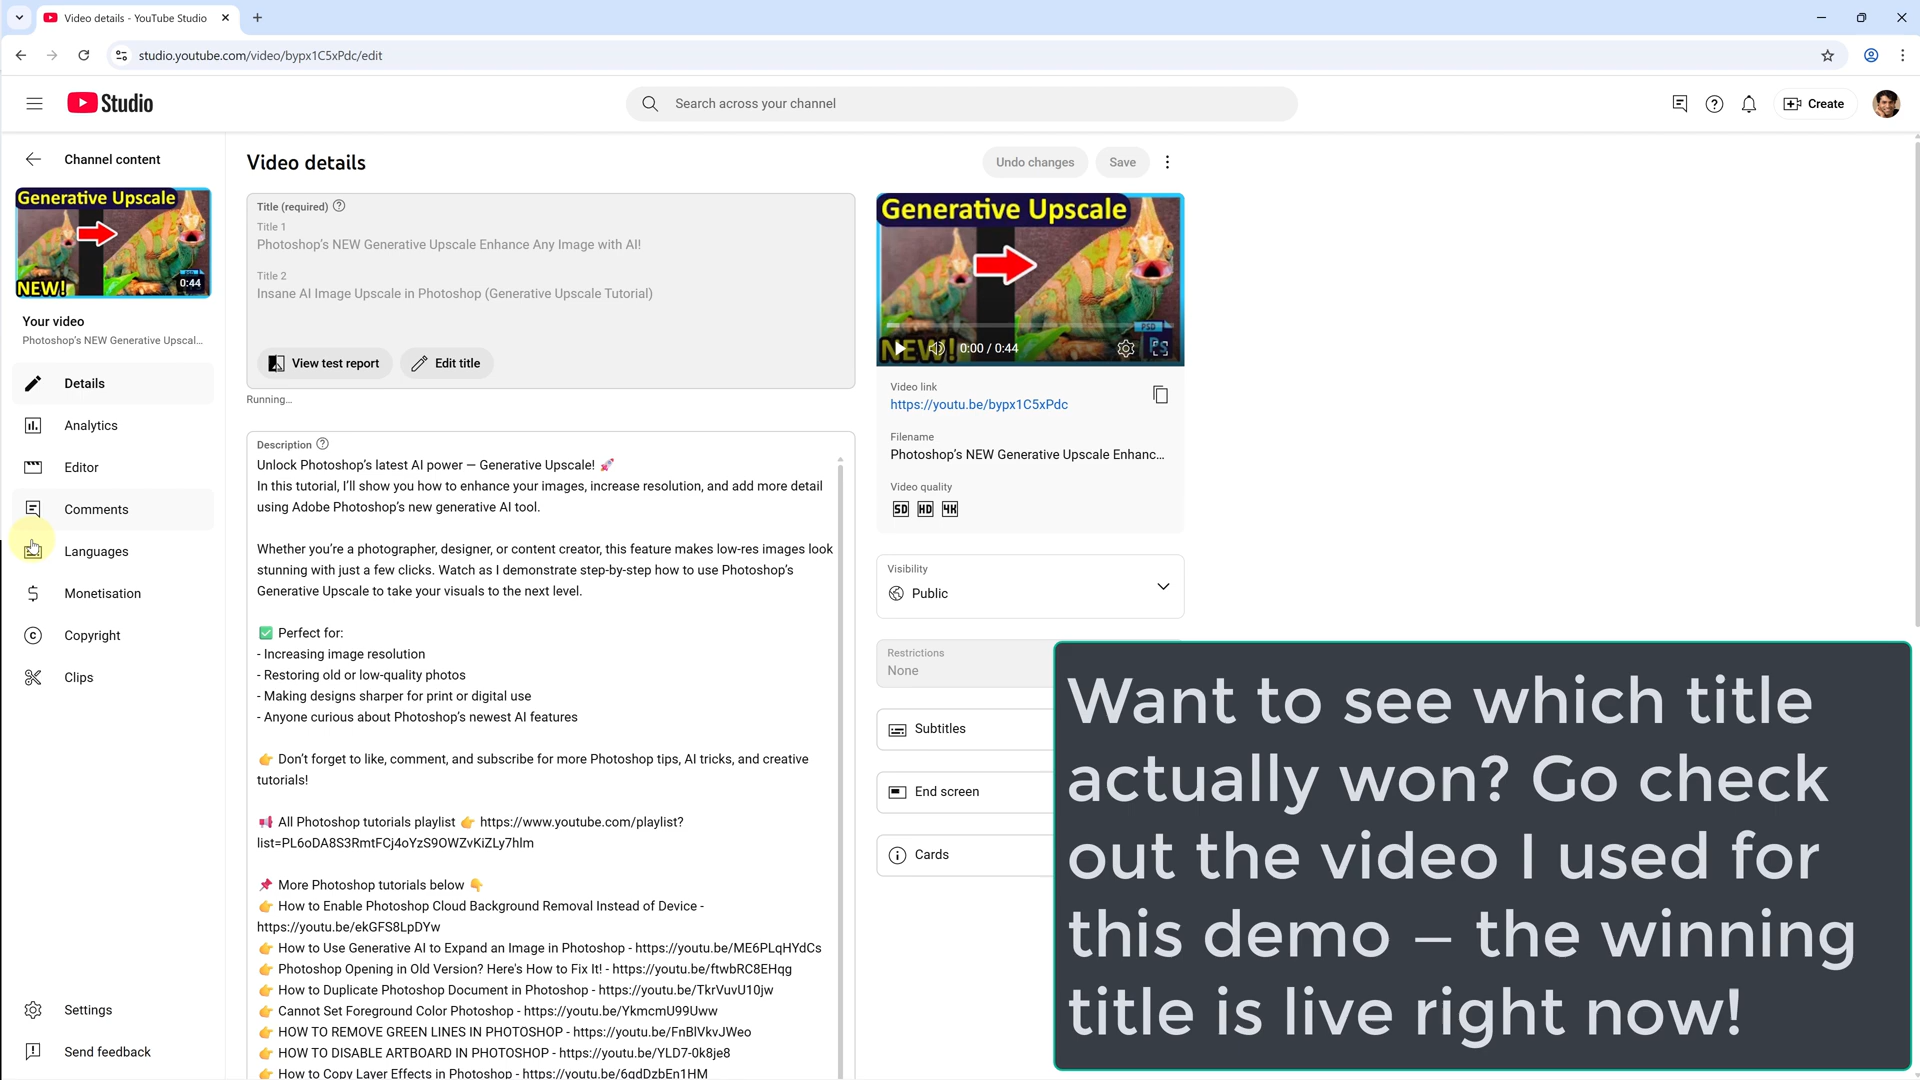 Video details - YouTube Studio
studio.youtube.com/video/bypx1C5xPdc/edit
Studio
Search across your channel
Create
Channel content
Generative Upscale
NEW!
0:44
Your video
Photoshop's NEW Generative Upscal...
Details
Analytics
Editor
Comments
Languages
Monetisation
Copyright
Clips
Settings
Send feedback
Video details
Undo changes
Save
Title (required)
Title 1
Photoshop's NEW Generative Upscale Enhance Any Image with AI!
Title 2
Insane AI Image Upscale in Photoshop (Generative Upscale Tutorial)
View test report
Edit title
Running...
Description
Unlock Photoshop's latest AI power — Generative Upscale! 🚀
In this tutorial, I'll show you how to enhance your images, increase resolution, and add more detail
using Adobe Photoshop's new generative AI tool.
Whether you're a photographer, designer, or content creator, this feature makes low-res images look
stunning with just a few clicks. Watch as I demonstrate step-by-step how to use Photoshop's
Generative Upscale to take your visuals to the next level.
✅ Perfect for:
- Increasing image resolution
- Restoring old or low-quality photos
- Making designs sharper for print or digital use
- Anyone curious about Photoshop's newest AI features
👉 Don't forget to like, comment, and subscribe for more Photoshop tips, AI tricks, and creative
tutorials!
📢 All Photoshop tutorials playlist 👉 https://www.youtube.com/playlist?
list=PL6oDA8S3RmtFCj4oYzS9OWZvKiZLy7hlm
📌 More Photoshop tutorials below 👇
👉 How to Enable Photoshop Cloud Background Removal Instead of Device -
https://youtu.be/ekGFS8LpDYw
👉 How to Use Generative AI to Expand an Image in Photoshop - https://youtu.be/ME6PLqHYdCs
👉 Photoshop Opening in Old Version? Here's How to Fix It! - https://youtu.be/ftwbRC8EHqg
👉 How to Duplicate Photoshop Document in Photoshop - https://youtu.be/TkrVuvU10jw
👉 Cannot Set Foreground Color Photoshop - https://youtu.be/YkmcmU99Uww
👉 HOW TO REMOVE GREEN LINES IN PHOTOSHOP - https://youtu.be/FnBlVkvJWeo
👉 HOW TO DISABLE ARTBOARD IN PHOTOSHOP - https://youtu.be/YLD7-0k8je8
👉 How to Copy Layer Effects in Photoshop - https://youtu.be/6gdDzbEn1HM
Generative Upscale
PSD
NEW!
0:00 / 0:44
Video link
https://youtu.be/bypx1C5xPdc
Filename
Photoshop's NEW Generative Upscale Enhanc...
Video quality
SD HD 4K
Visibility
Public
Restrictions
None
Subtitles
End screen
Cards
Want to see which title
actually won? Go check
out the video I used for
this demo – the winning
title is live right now!